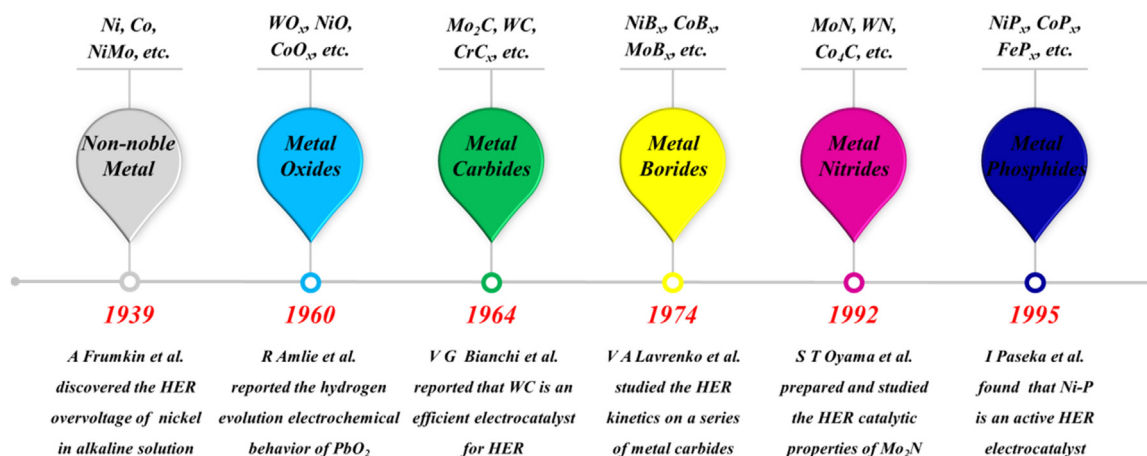 Ni, Co,
NiMo, etc.
WOₓ, NiO,
CoOₓ, etc.
Mo₂C, WC,
CrCₓ, etc.
NiBₓ, CoBₓ,
MoBₓ, etc.
MoN, WN,
Co₄C, etc.
NiPₓ, CoPₓ,
FePₓ, etc.
Non-noble
Metal
Metal
Oxides
Metal
Carbides
Metal
Borides
Metal
Nitrides
Metal
Phosphides
1939
1960
1964
1974
1992
1995
A Frumkin et al.
discovered the HER
overvoltage of nickel
in alkaline solution
R Amlie et al.
reported the hydrogen
evolution electrochemical
behavior of PbO₂
V G Bianchi et al.
reported that WC is an
efficient electrocatalyst
for HER
V A Lavrenko et al.
studied the HER
kinetics on a series
of metal carbides
S T Oyama et al.
prepared and studied
the HER catalytic
properties of Mo₂N
I Paseka et al.
found that Ni-P
is an active HER
electrocatalyst